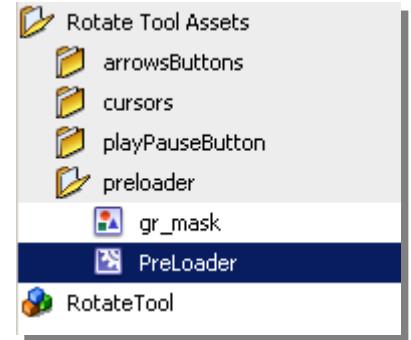 Rotate Tool Assets
arrowsButtons
cursors
playPauseButton
preloader
gr_mask
PreLoader
RotateTool